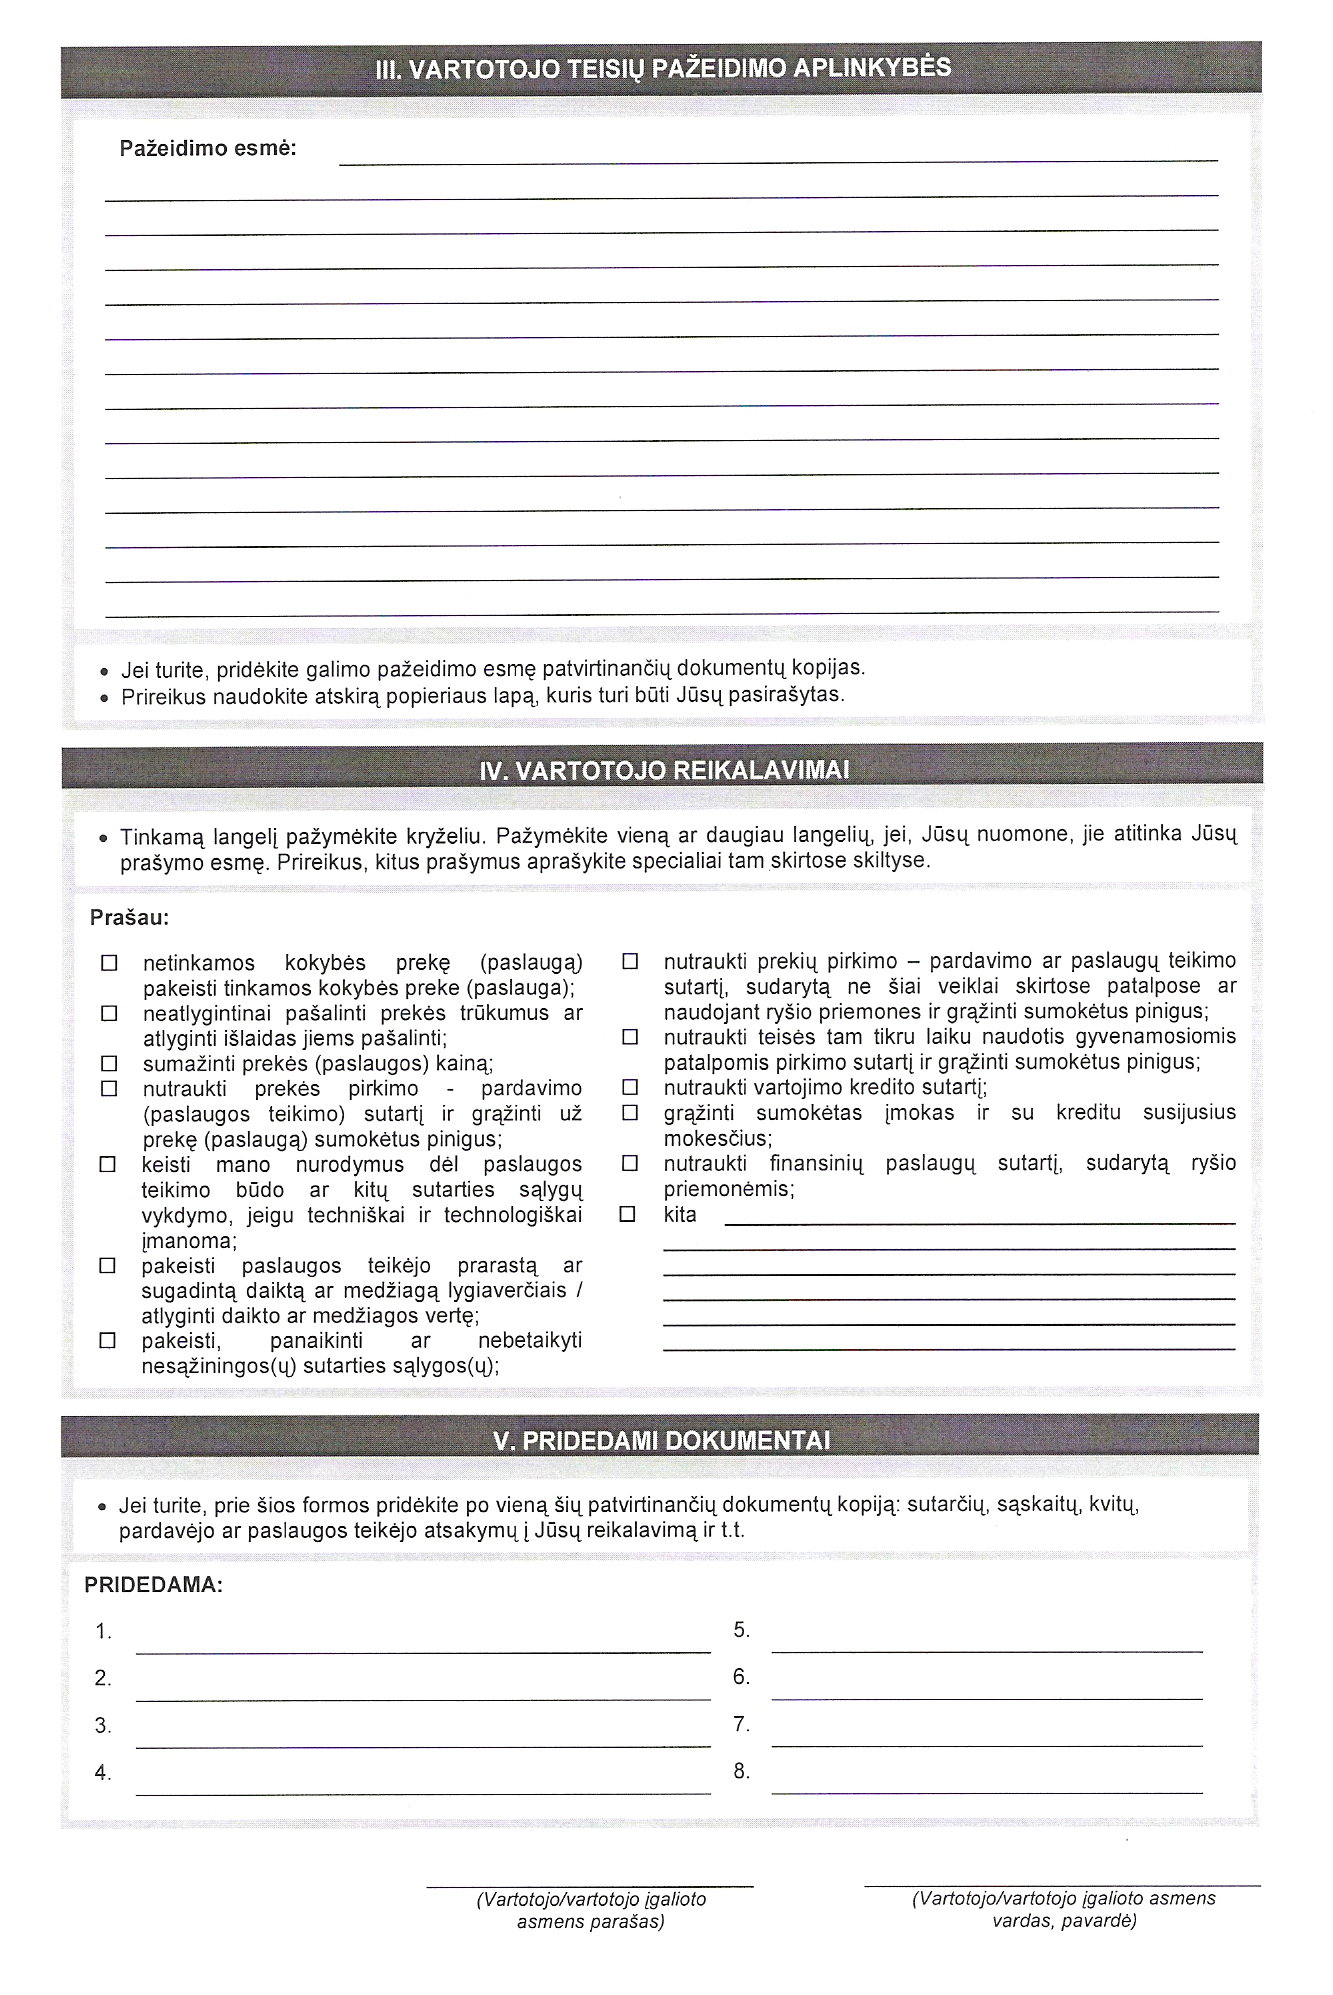 III. VARTOTOJO TEISIŲ PAŽEIDIMO APLINKYBĖS
Pažeidimo esmė:
• Jei turite, pridėkite galimo pažeidimo esmę patvirtinančių dokumentų kopijas.
• Prireikus naudokite atskirą popieriaus lapą, kuris turi būti Jūsų pasirašytas.
IV. VARTOTOJO REIKALAVIMAI
• Tinkamą langelį pažymėkite kryželiu. Pažymėkite vieną ar daugiau langelių, jei, Jūsų nuomone, jie atitinka Jūsų
prašymo esmę. Prireikus, kitus prašymus aprašykite specialiai tam skirtose skiltyse.
Prašau:
☐ netinkamos kokybės prekę (paslaugą)
pakeisti tinkamos kokybės preke (paslauga);
☐ neatlygintinai pašalinti prekės trūkumus ar
atlyginti išlaidas jiems pašalinti;
☐ sumažinti prekės (paslaugos) kainą;
☐ nutraukti prekės pirkimo - pardavimo
(paslaugos teikimo) sutartį ir grąžinti už
prekę (paslaugą) sumokėtus pinigus;
☐ keisti mano nurodymus dėl paslaugos
teikimo būdo ar kitų sutarties sąlygų
vykdymo, jeigu techniškai ir technologiškai
įmanoma;
☐ pakeisti paslaugos teikėjo prarastą ar
sugadintą daiktą ar medžiagą lygiaverčiais /
atlyginti daikto ar medžiagos vertę;
☐ pakeisti, panaikinti ar nebetaikyti
nesąžiningos(ų) sutarties sąlygos(ų);
☐ nutraukti prekių pirkimo – pardavimo ar paslaugų teikimo
sutartį, sudarytą ne šiai veiklai skirtose patalpose ar
naudojant ryšio priemones ir grąžinti sumokėtus pinigus;
☐ nutraukti teisės tam tikru laiku naudotis gyvenamosiomis
patalpomis pirkimo sutartį ir grąžinti sumokėtus pinigus;
☐ nutraukti vartojimo kredito sutartį;
☐ grąžinti sumokėtas įmokas ir su kreditu susijusius
mokesčius;
☐ nutraukti finansinių paslaugų sutartį, sudarytą ryšio
priemonėmis;
☐ kita
V. PRIDEDAMI DOKUMENTAI
• Jei turite, prie šios formos pridėkite po vieną šių patvirtinančių dokumentų kopiją: sutarčių, sąskaitų, kvitų,
pardavėjo ar paslaugos teikėjo atsakymų į Jūsų reikalavimą ir t.t.
PRIDEDAMA:
1.
2.
3.
4.
5.
6.
7.
8.
(Vartotojo/vartotojo įgalioto
asmens parašas)
(Vartotojo/vartotojo įgalioto asmens
vardas, pavardė)